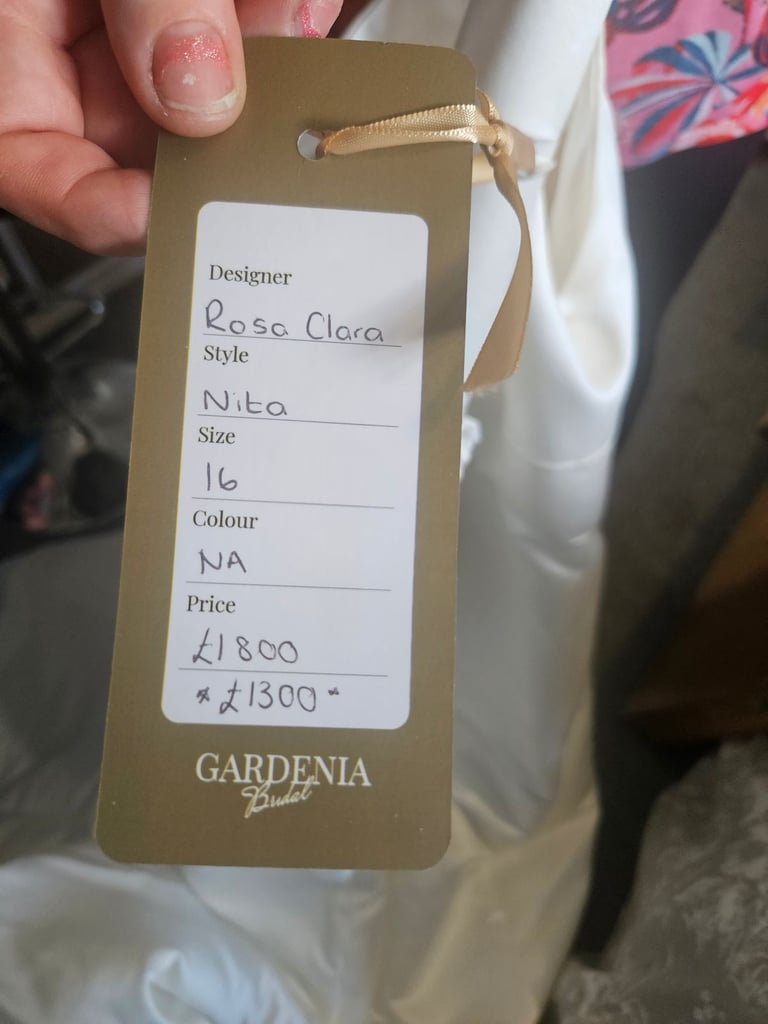 Designer
Rosa Clara
Style
Nita
Size
16
Colour
NA
Price
£1800
*£1300*
GARDENIA
Bridal